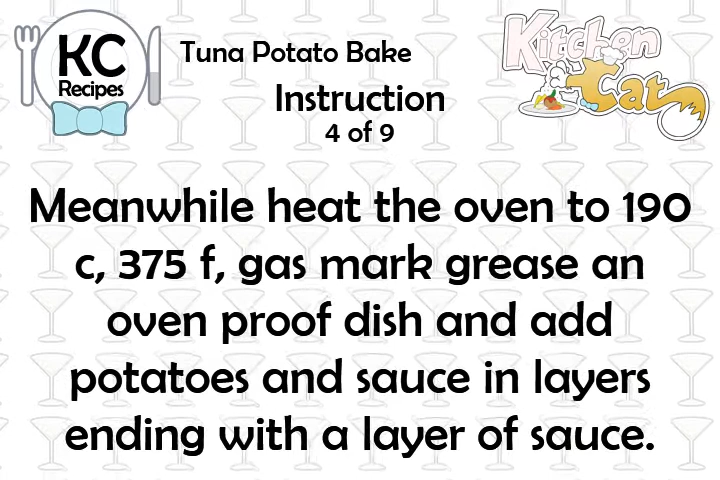 KC
Recipes
Tuna Potato Bake
Kitchen
Cat
Instruction
4 of 9
Meanwhile heat the oven to 190
c, 375 f, gas mark grease an
oven proof dish and add
potatoes and sauce in layers
ending with a layer of sauce.